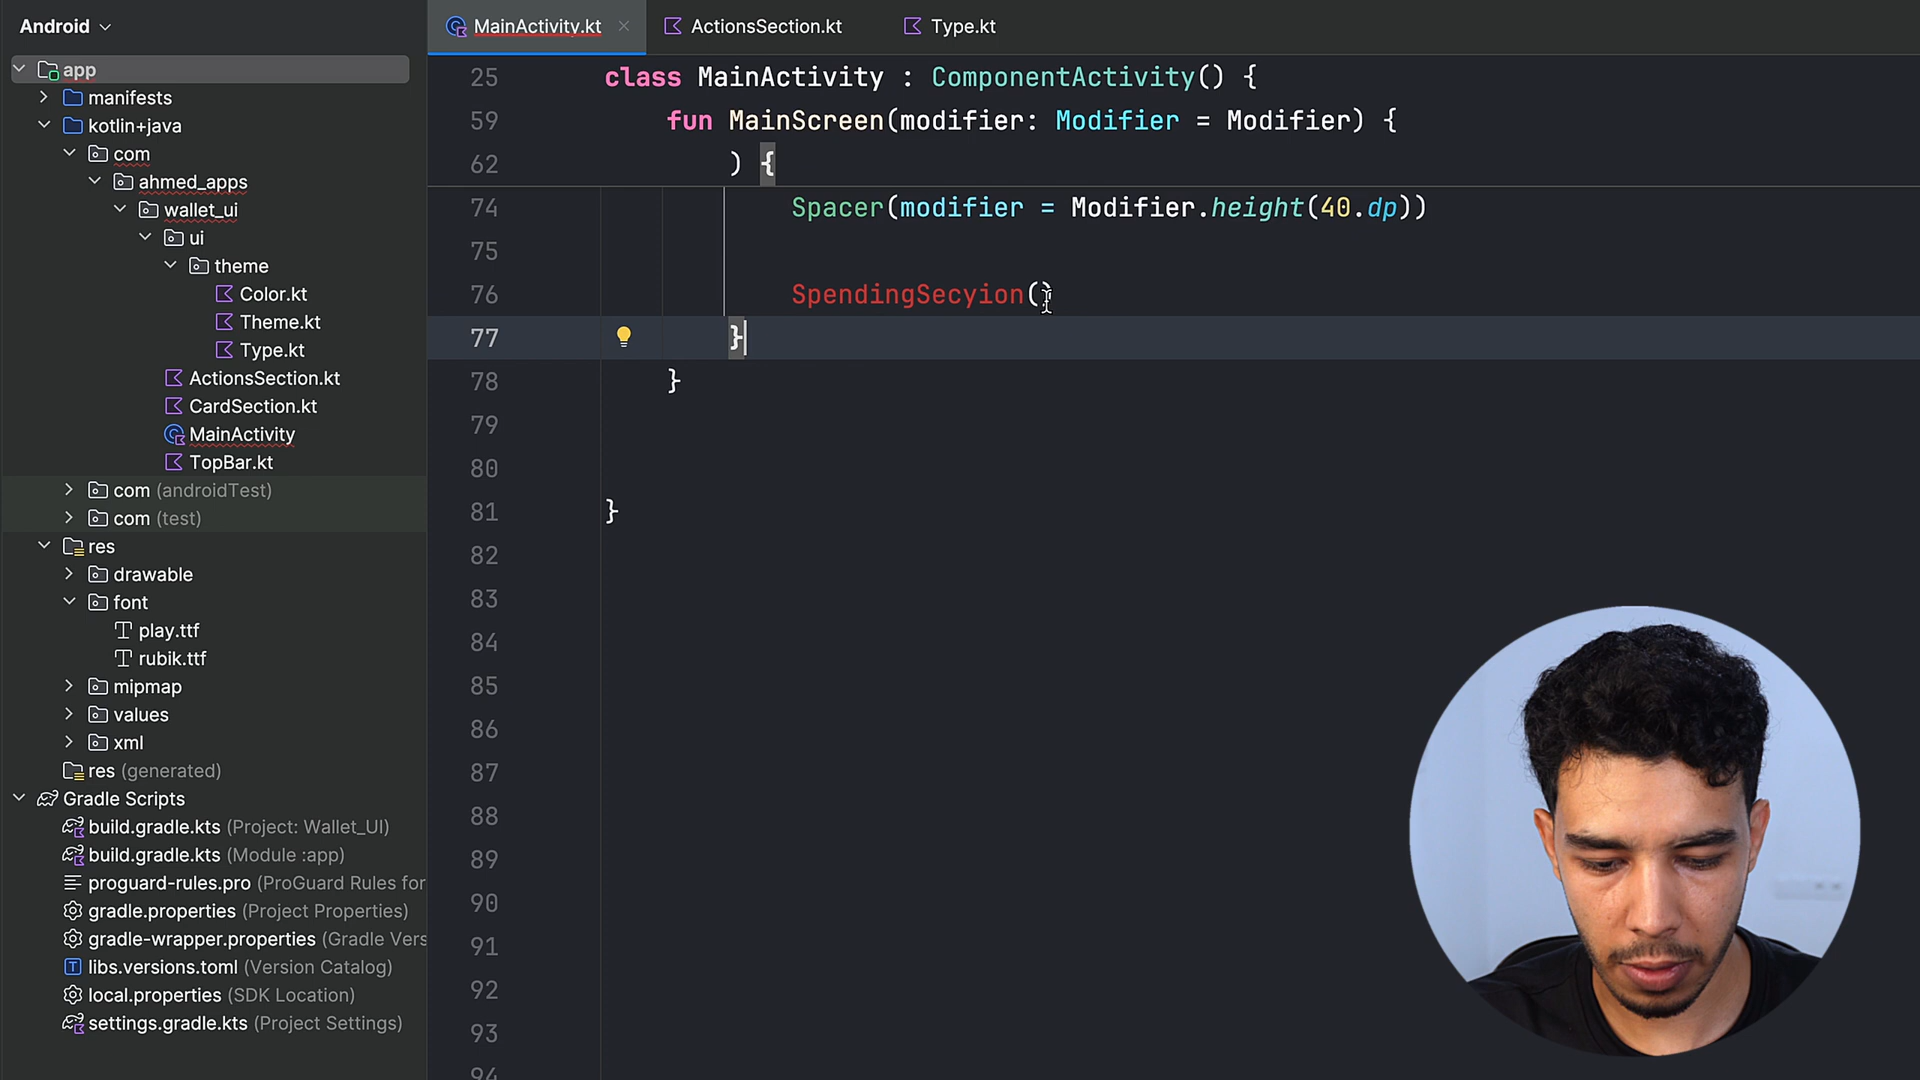 Android
app
manifests
kotlin+java
com
ahmed_apps
wallet_ui
ui
theme
Color.kt
Theme.kt
Type.kt
ActionsSection.kt
CardSection.kt
MainActivity
TopBar.kt
com (androidTest)
com (test)
res
drawable
font
play.ttf
rubik.ttf
mipmap
values
xml
res (generated)
Gradle Scripts
build.gradle.kts (Project: Wallet_UI)
build.gradle.kts (Module :app)
proguard-rules.pro (ProGuard Rules for
gradle.properties (Project Properties)
gradle-wrapper.properties (Gradle Vers
libs.versions.toml (Version Catalog)
local.properties (SDK Location)
settings.gradle.kts (Project Settings)
MainActivity.kt ActionsSection.kt Type.kt
25 class MainActivity : ComponentActivity() {
59 fun MainScreen(modifier: Modifier = Modifier) {
62 ) {
74 Spacer(modifier = Modifier.height(40.dp))
75
76 SpendingSecyion()
77 }
78 }
79
80
81 }
82
83
84
85
86
87
88
89
90
91
92
93
94